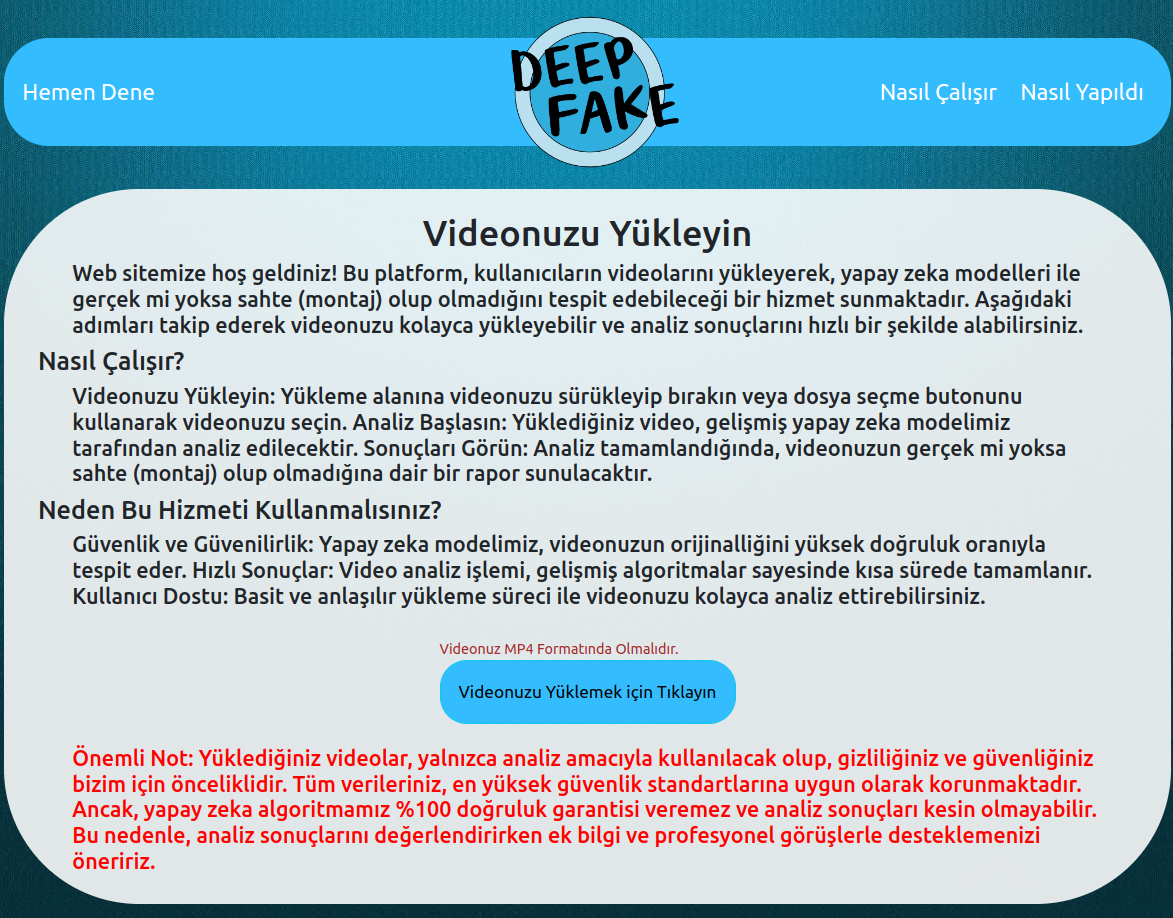 Hemen Dene
DEEP
FAKE
Nasıl Çalışır
Nasıl Yapıldı
Videonuzu Yükleyin
Web sitemize hoş geldiniz! Bu platform, kullanıcıların videolarını yükleyerek, yapay zeka modelleri ile
gerçek mi yoksa sahte (montaj) olup olmadığını tespit edebileceği bir hizmet sunmaktadır. Aşağıdaki
adımları takip ederek videonuzu kolayca yükleyebilir ve analiz sonuçlarını hızlı bir şekilde alabilirsiniz.
Nasıl Çalışır?
Videonuzu Yükleyin: Yükleme alanına videonuzu sürükleyip bırakın veya dosya seçme butonunu
kullanarak videonuzu seçin. Analiz Başlasın: Yüklediğiniz video, gelişmiş yapay zeka modelimiz
tarafından analiz edilecektir. Sonuçları Görün: Analiz tamamlandığında, videonuzun gerçek mi yoksa
sahte (montaj) olup olmadığına dair bir rapor sunulacaktır.
Neden Bu Hizmeti Kullanmalısınız?
Güvenlik ve Güvenilirlik: Yapay zeka modelimiz, videonuzun orijinalliğini yüksek doğruluk oranıyla
tespit eder. Hızlı Sonuçlar: Video analiz işlemi, gelişmiş algoritmalar sayesinde kısa sürede tamamlanır.
Kullanıcı Dostu: Basit ve anlaşılır yükleme süreci ile videonuzu kolayca analiz ettirebilirsiniz.
Videonuz MP4 Formatında Olmalıdır.
Videonuzu Yüklemek için Tıklayın
Önemli Not: Yüklediğiniz videolar, yalnızca analiz amacıyla kullanılacak olup, gizliliğiniz ve güvenliğiniz
bizim için önceliklidir. Tüm verileriniz, en yüksek güvenlik standartlarına uygun olarak korunmaktadır.
Ancak, yapay zeka algoritmamız %100 doğruluk garantisi veremez ve analiz sonuçları kesin olmayabilir.
Bu nedenle, analiz sonuçlarını değerlendirirken ek bilgi ve profesyonel görüşlerle desteklemenizi
öneririz.